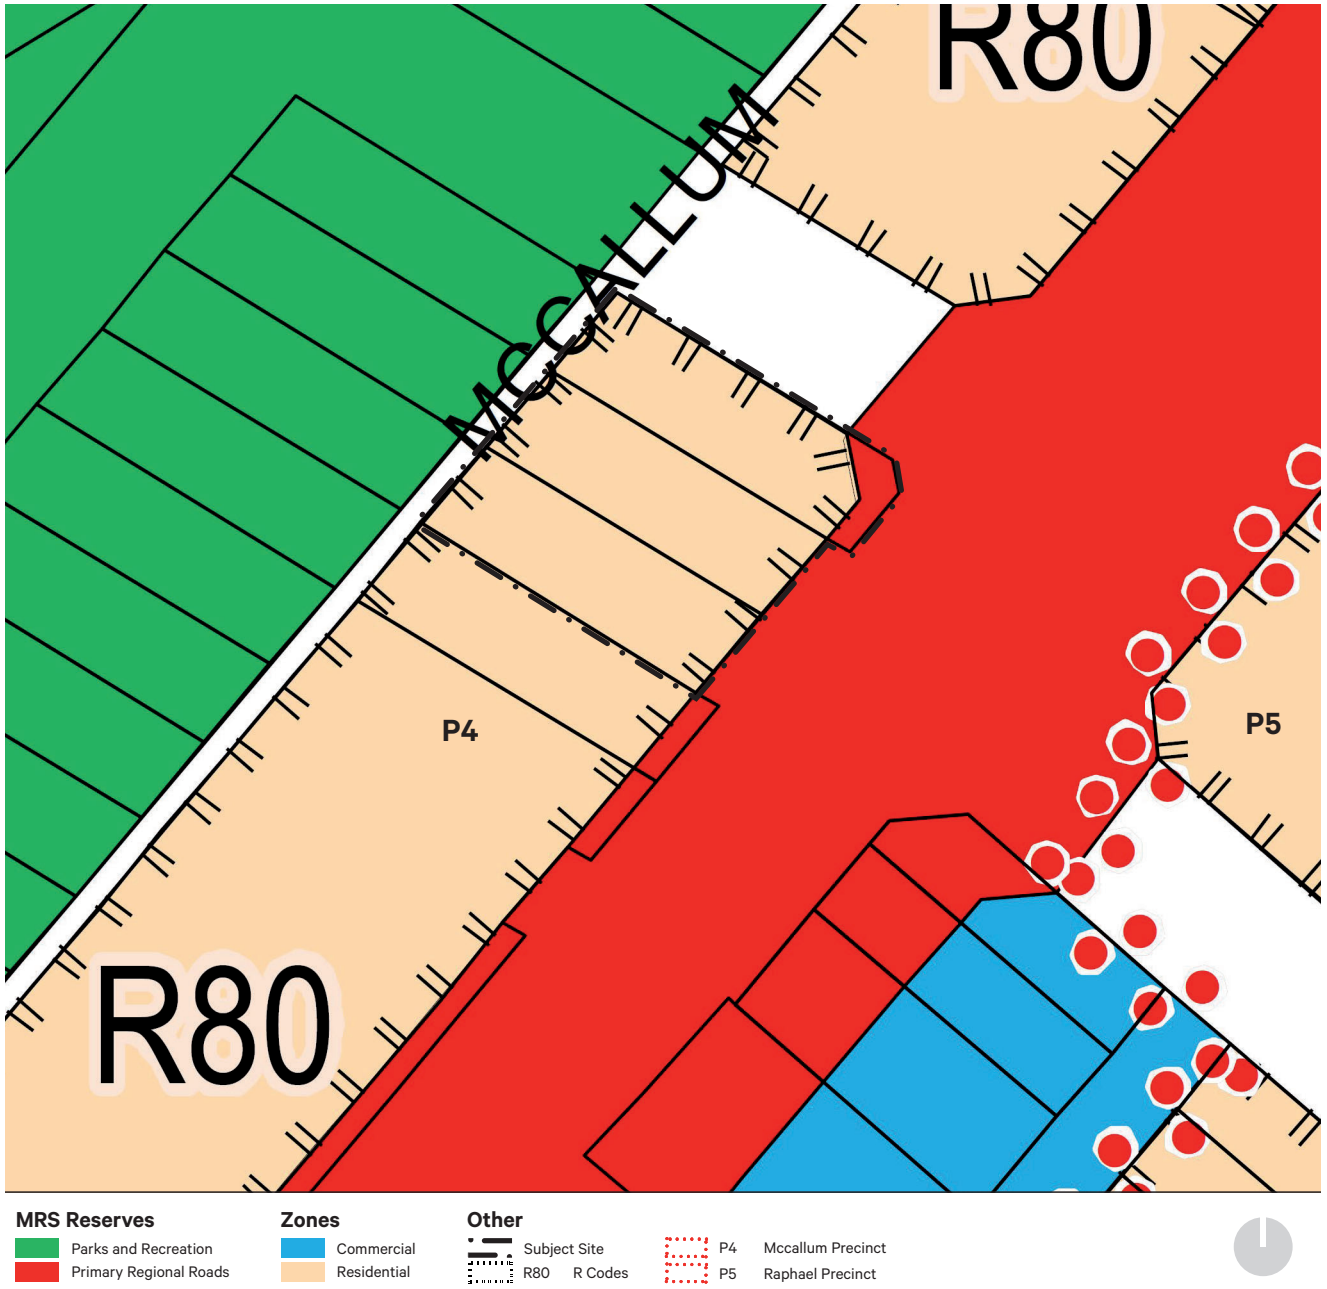 R80
MCCALLUM
P4
P5
R80
MRS Reserves
Parks and Recreation
Primary Regional Roads
Zones
Commercial
Residential
Other
Subject Site
R80 R Codes
P4 Mccallum Precinct
P5 Raphael Precinct